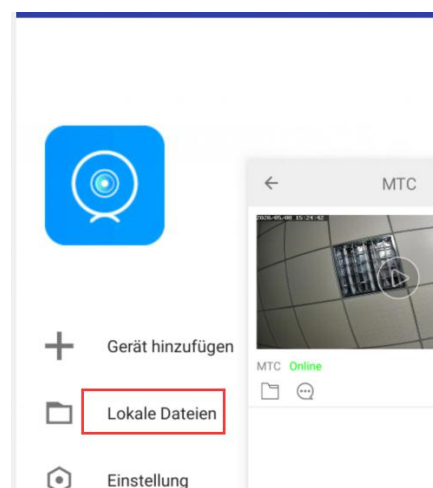 MTC
2020-05-08 15:24:42
MTC Online
Gerät hinzufügen
Lokale Dateien
Einstellung